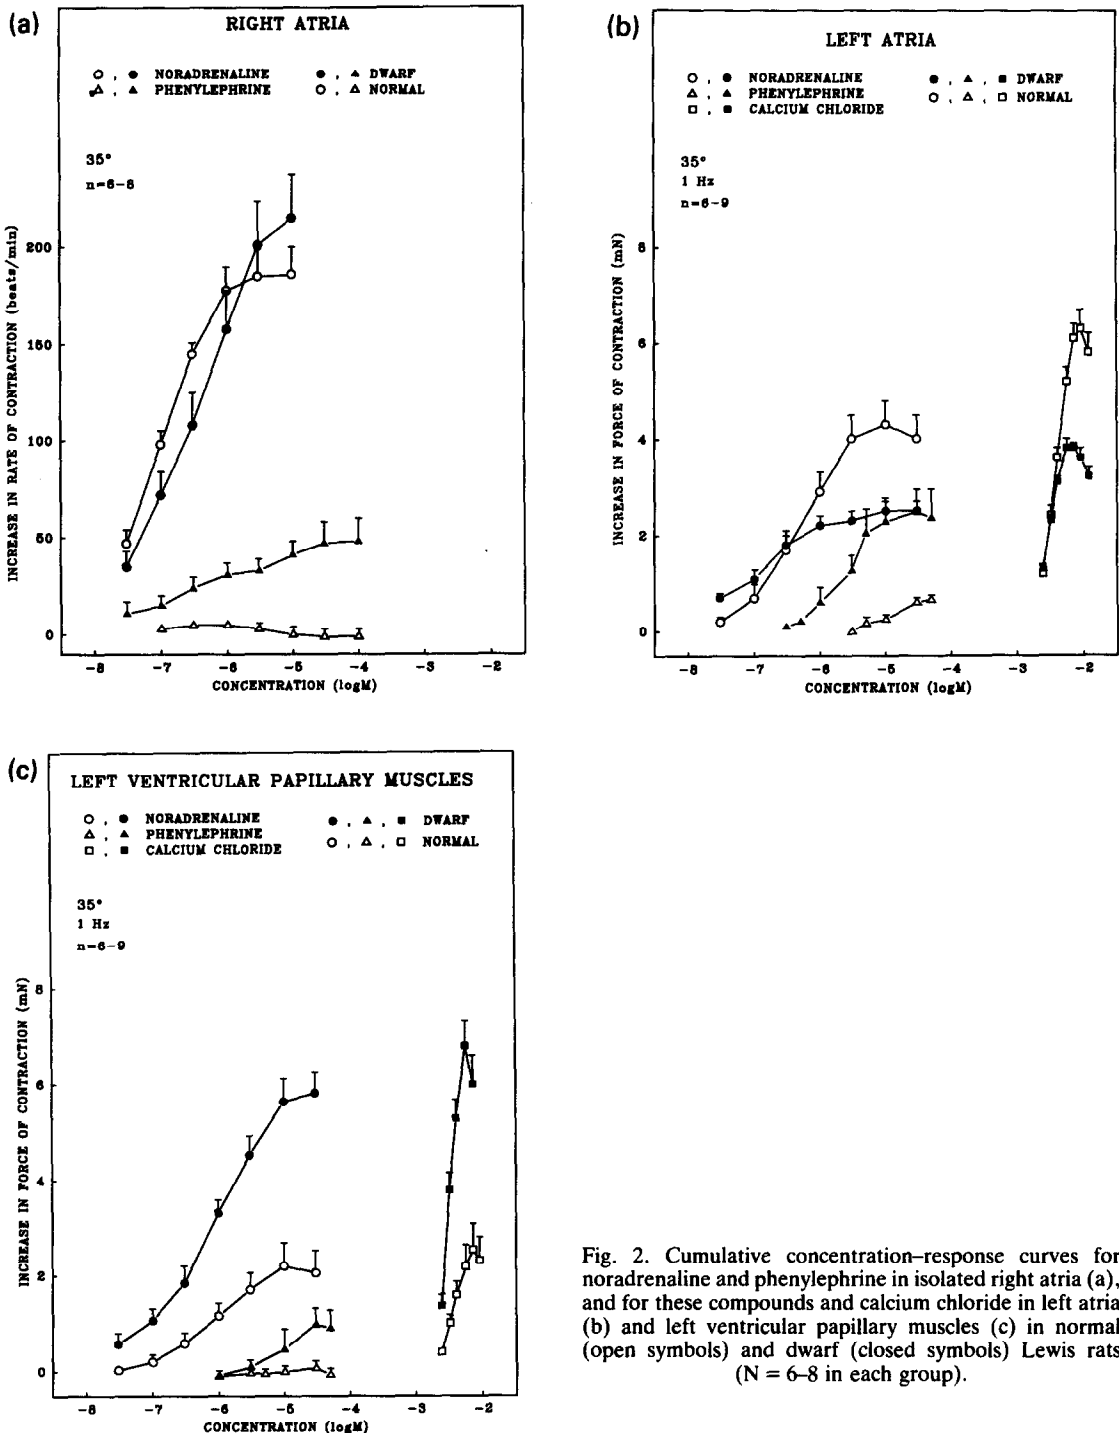 (a)
RIGHT ATRIA
○ , ● NORADRENALINE ● , ▲ DWARF
△ , ▲ PHENYLEPHRINE ○ , △ NORMAL
35°
n=6-8
INCREASE IN RATE OF CONTRACTION (beats/min)
200
150
100
50
0
-8 -7 -6 -5 -4 -3 -2
CONCENTRATION (logM)
(b)
LEFT ATRIA
○ , ● NORADRENALINE ● , ▲ , ■ DWARF
△ , ▲ PHENYLEPHRINE ○ , △ , □ NORMAL
□ , ■ CALCIUM CHLORIDE
35°
1 Hz
n=6-9
INCREASE IN FORCE OF CONTRACTION (mN)
8
6
4
2
0
-8 -7 -6 -5 -4 -3 -2
CONCENTRATION (logM)
(c)
LEFT VENTRICULAR PAPILLARY MUSCLES
○ , ● NORADRENALINE ● , ▲ , ■ DWARF
△ , ▲ PHENYLEPHRINE ○ , △ , □ NORMAL
□ , ■ CALCIUM CHLORIDE
35°
1 Hz
n=6-9
INCREASE IN FORCE OF CONTRACTION (mN)
8
6
4
2
0
-8 -7 -6 -5 -4 -3 -2
CONCENTRATION (logM)
Fig. 2. Cumulative concentration–response curves for
noradrenaline and phenylephrine in isolated right atria (a),
and for these compounds and calcium chloride in left atria
(b) and left ventricular papillary muscles (c) in normal
(open symbols) and dwarf (closed symbols) Lewis rats
(N = 6–8 in each group).